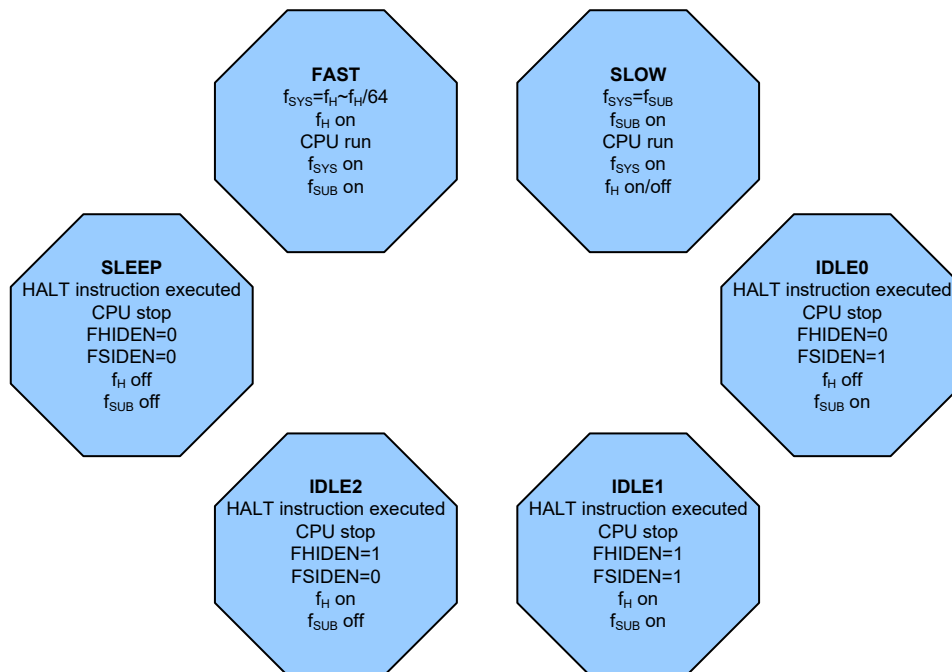 FAST
fSYS=fH~fH/64
fH on
CPU run
fSYS on
fSUB on
SLOW
fSYS=fSUB
fSUB on
CPU run
fSYS on
fH on/off
SLEEP
HALT instruction executed
CPU stop
FHIDEN=0
FSIDEN=0
fH off
fSUB off
IDLE0
HALT instruction executed
CPU stop
FHIDEN=0
FSIDEN=1
fH off
fSUB on
IDLE2
HALT instruction executed
CPU stop
FHIDEN=1
FSIDEN=0
fH on
fSUB off
IDLE1
HALT instruction executed
CPU stop
FHIDEN=1
FSIDEN=1
fH on
fSUB on